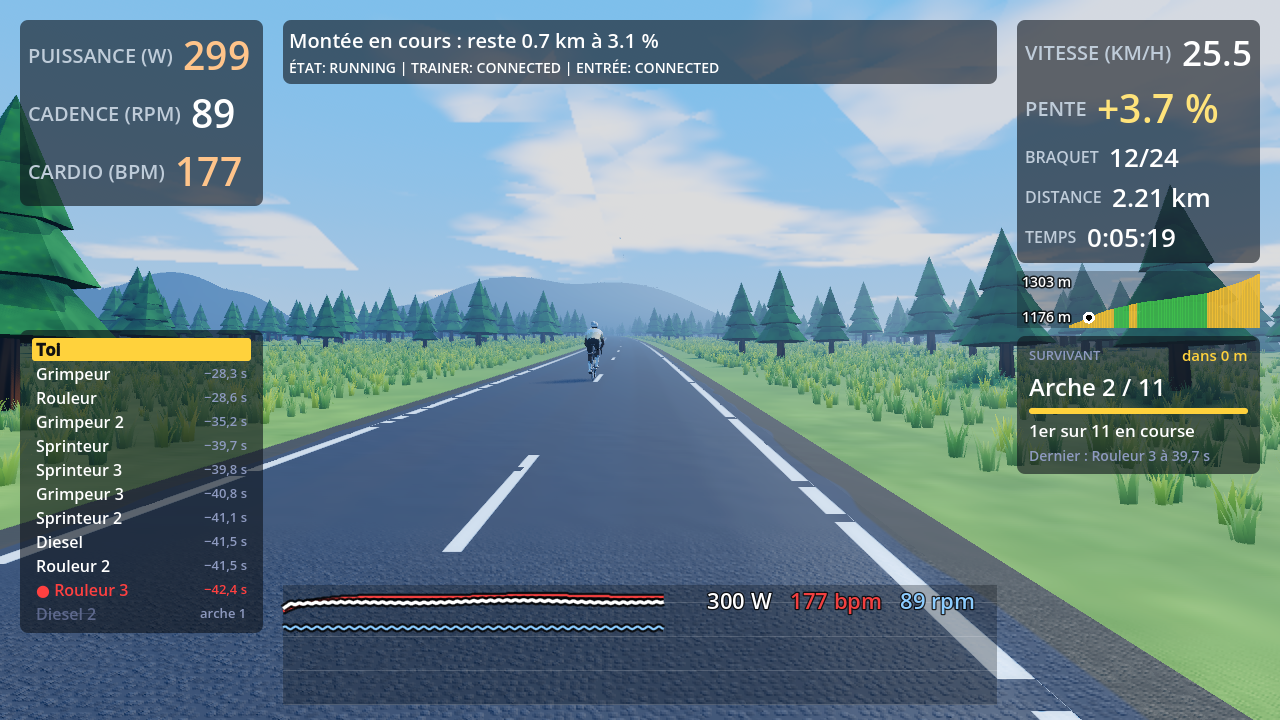 PUISSANCE (W) 299
CADENCE (RPM) 89
CARDIO (BPM) 177
Montée en cours : reste 0.7 km à 3.1 %
ÉTAT: RUNNING | TRAINER: CONNECTED | ENTRÉE: CONNECTED
VITESSE (KM/H) 25.5
PENTE +3.7 %
BRAQUET 12/24
DISTANCE 2.21 km
TEMPS 0:05:19
1303 m
1176 m
SURVIVANT dans 0 m
Arche 2 / 11
1er sur 11 en course
Dernier : Rouleur 3 à 39,7 s
Toi
Grimpeur −28,3 s
Rouleur −28,6 s
Grimpeur 2 −35,2 s
Sprinteur −39,7 s
Sprinteur 3 −39,8 s
Grimpeur 3 −40,8 s
Sprinteur 2 −41,1 s
Diesel −41,5 s
Rouleur 2 −41,5 s
Rouleur 3 −42,4 s
Diesel 2 arche 1
300 W 177 bpm 89 rpm